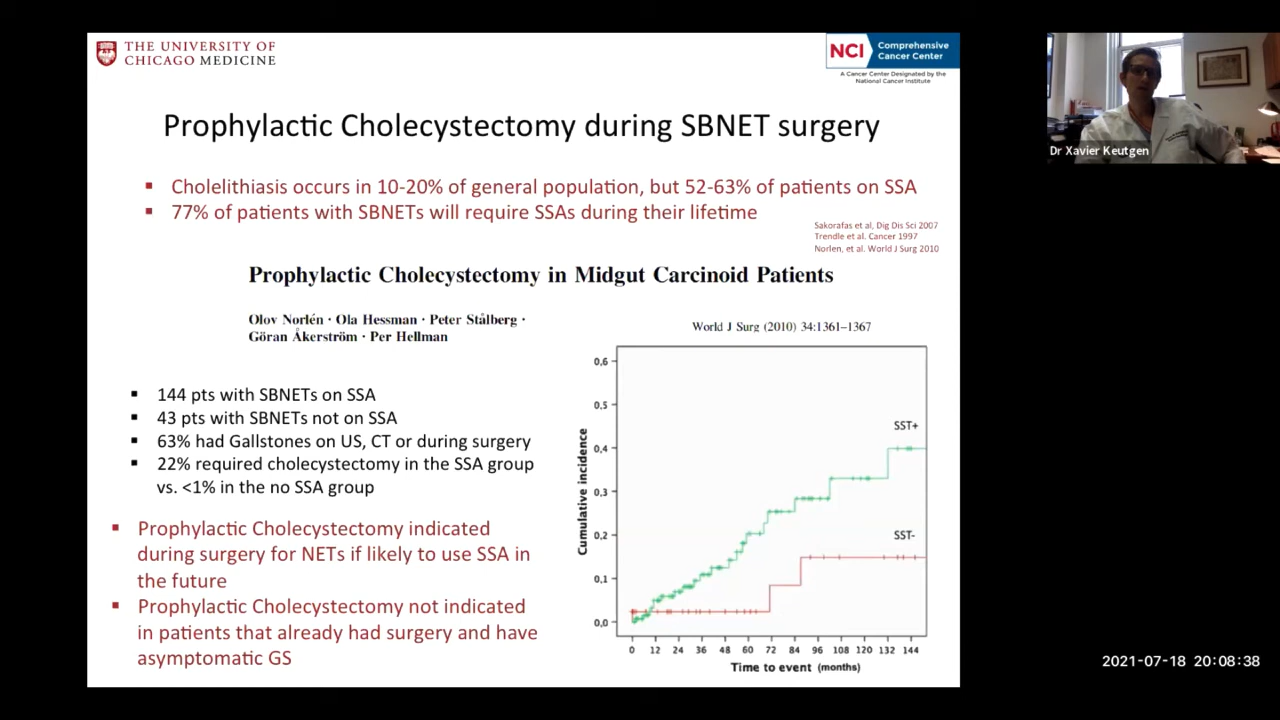 THE UNIVERSITY OF
CHICAGO MEDICINE
NCI
Comprehensive
Cancer Center
A Cancer Center Designated by the
National Cancer Institute
Prophylactic Cholecystectomy during SBNET surgery
▪ Cholelithiasis occurs in 10-20% of general population, but 52-63% of patients on SSA
▪ 77% of patients with SBNETs will require SSAs during their lifetime
Sakorafas et al, Dig Dis Sci 2007
Trendle et al. Cancer 1997
Norlen, et al. World J Surg 2010
Prophylactic Cholecystectomy in Midgut Carcinoid Patients
Olov Norlén · Ola Hessman · Peter Stålberg ·
Göran Åkerström · Per Hellman
World J Surg (2010) 34:1361–1367
▪ 144 pts with SBNETs on SSA
▪ 43 pts with SBNETs not on SSA
▪ 63% had Gallstones on US, CT or during surgery
▪ 22% required cholecystectomy in the SSA group
vs. <1% in the no SSA group
▪ Prophylactic Cholecystectomy indicated
during surgery for NETs if likely to use SSA in
the future
▪ Prophylactic Cholecystectomy not indicated
in patients that already had surgery and have
asymptomatic GS
Cumulative incidence
0,6
0,5
0,4
0,3
0,2
0,1
0,0
SST+
SST-
0 12 24 36 48 60 72 84 96 108 120 132 144
Time to event (months)
Dr Xavier Keutgen
2021-07-18 20:08:38